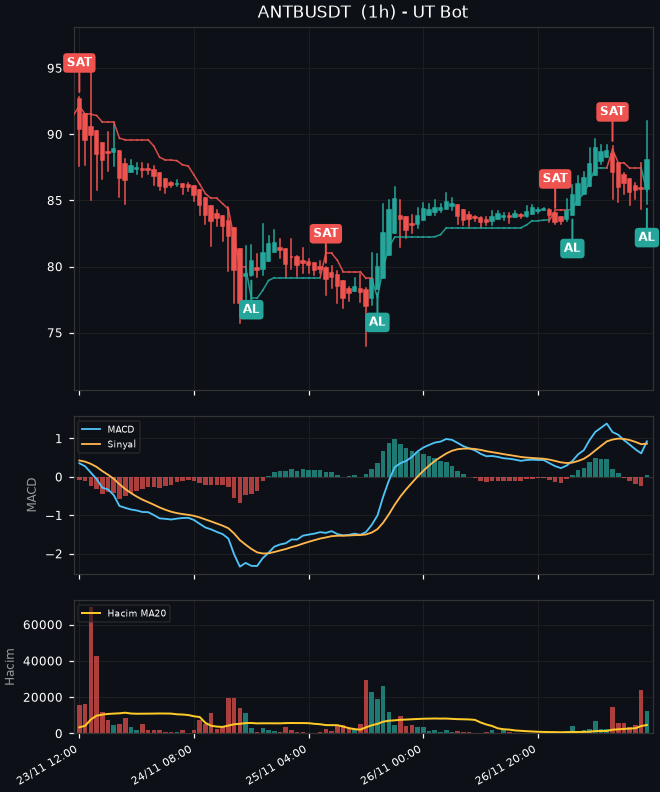 ANTBUSDT (1h) - UT Bot
95
90
85
80
75
SAT
SAT
SAT
SAT
AL
AL
AL
AL
MACD
1
0
−1
−2
MACD
Sinyal
Hacim
60000
40000
20000
0
Hacim MA20
23/11 12:00
24/11 08:00
25/11 04:00
26/11 00:00
26/11 20:00